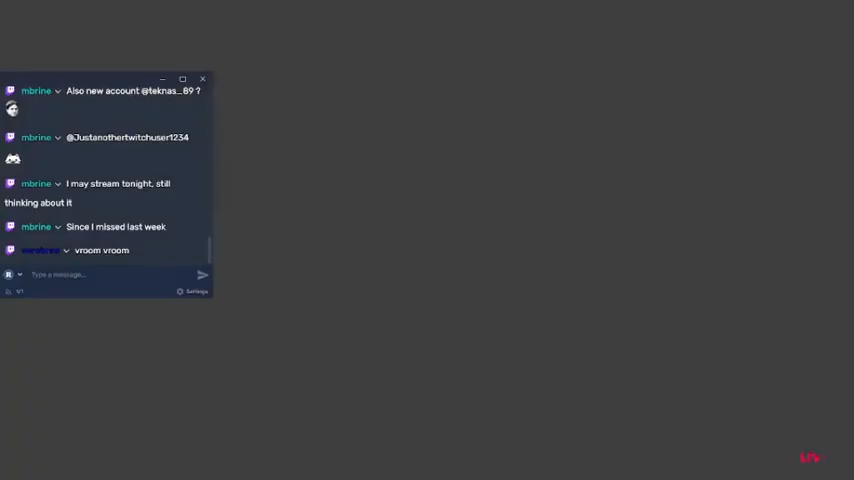 mbrine Also new account @teknas_89 ?
mbrine @Justanothertwitchuser1234
mbrine I may stream tonight, still
thinking about it
mbrine Since I missed last week
vroom vroom
R Type a message...
V1 Settings